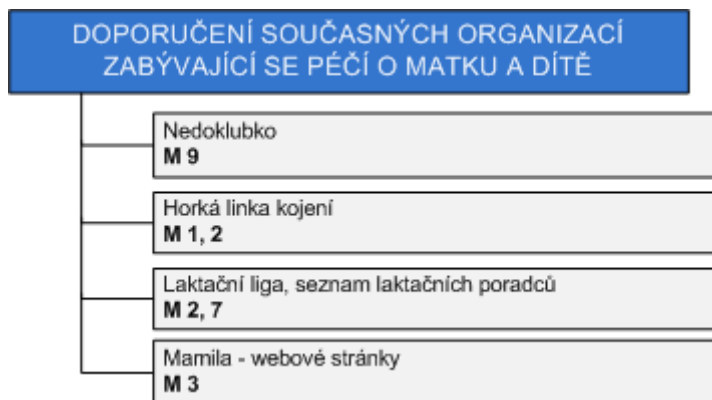 DOPORUČENÍ SOUČASNÝCH ORGANIZACÍ
ZABÝVAJÍCÍ SE PÉČÍ O MATKU A DÍTĚ
Nedoklubko
M 9
Horká linka kojení
M 1, 2
Laktační liga, seznam laktačních poradců
M 2, 7
Mamila - webové stránky
M 3